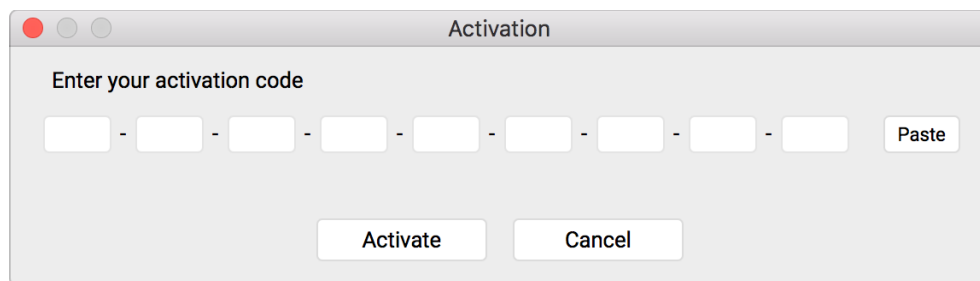 Activation
Enter your activation code
- - - - - - - - Paste
Activate Cancel